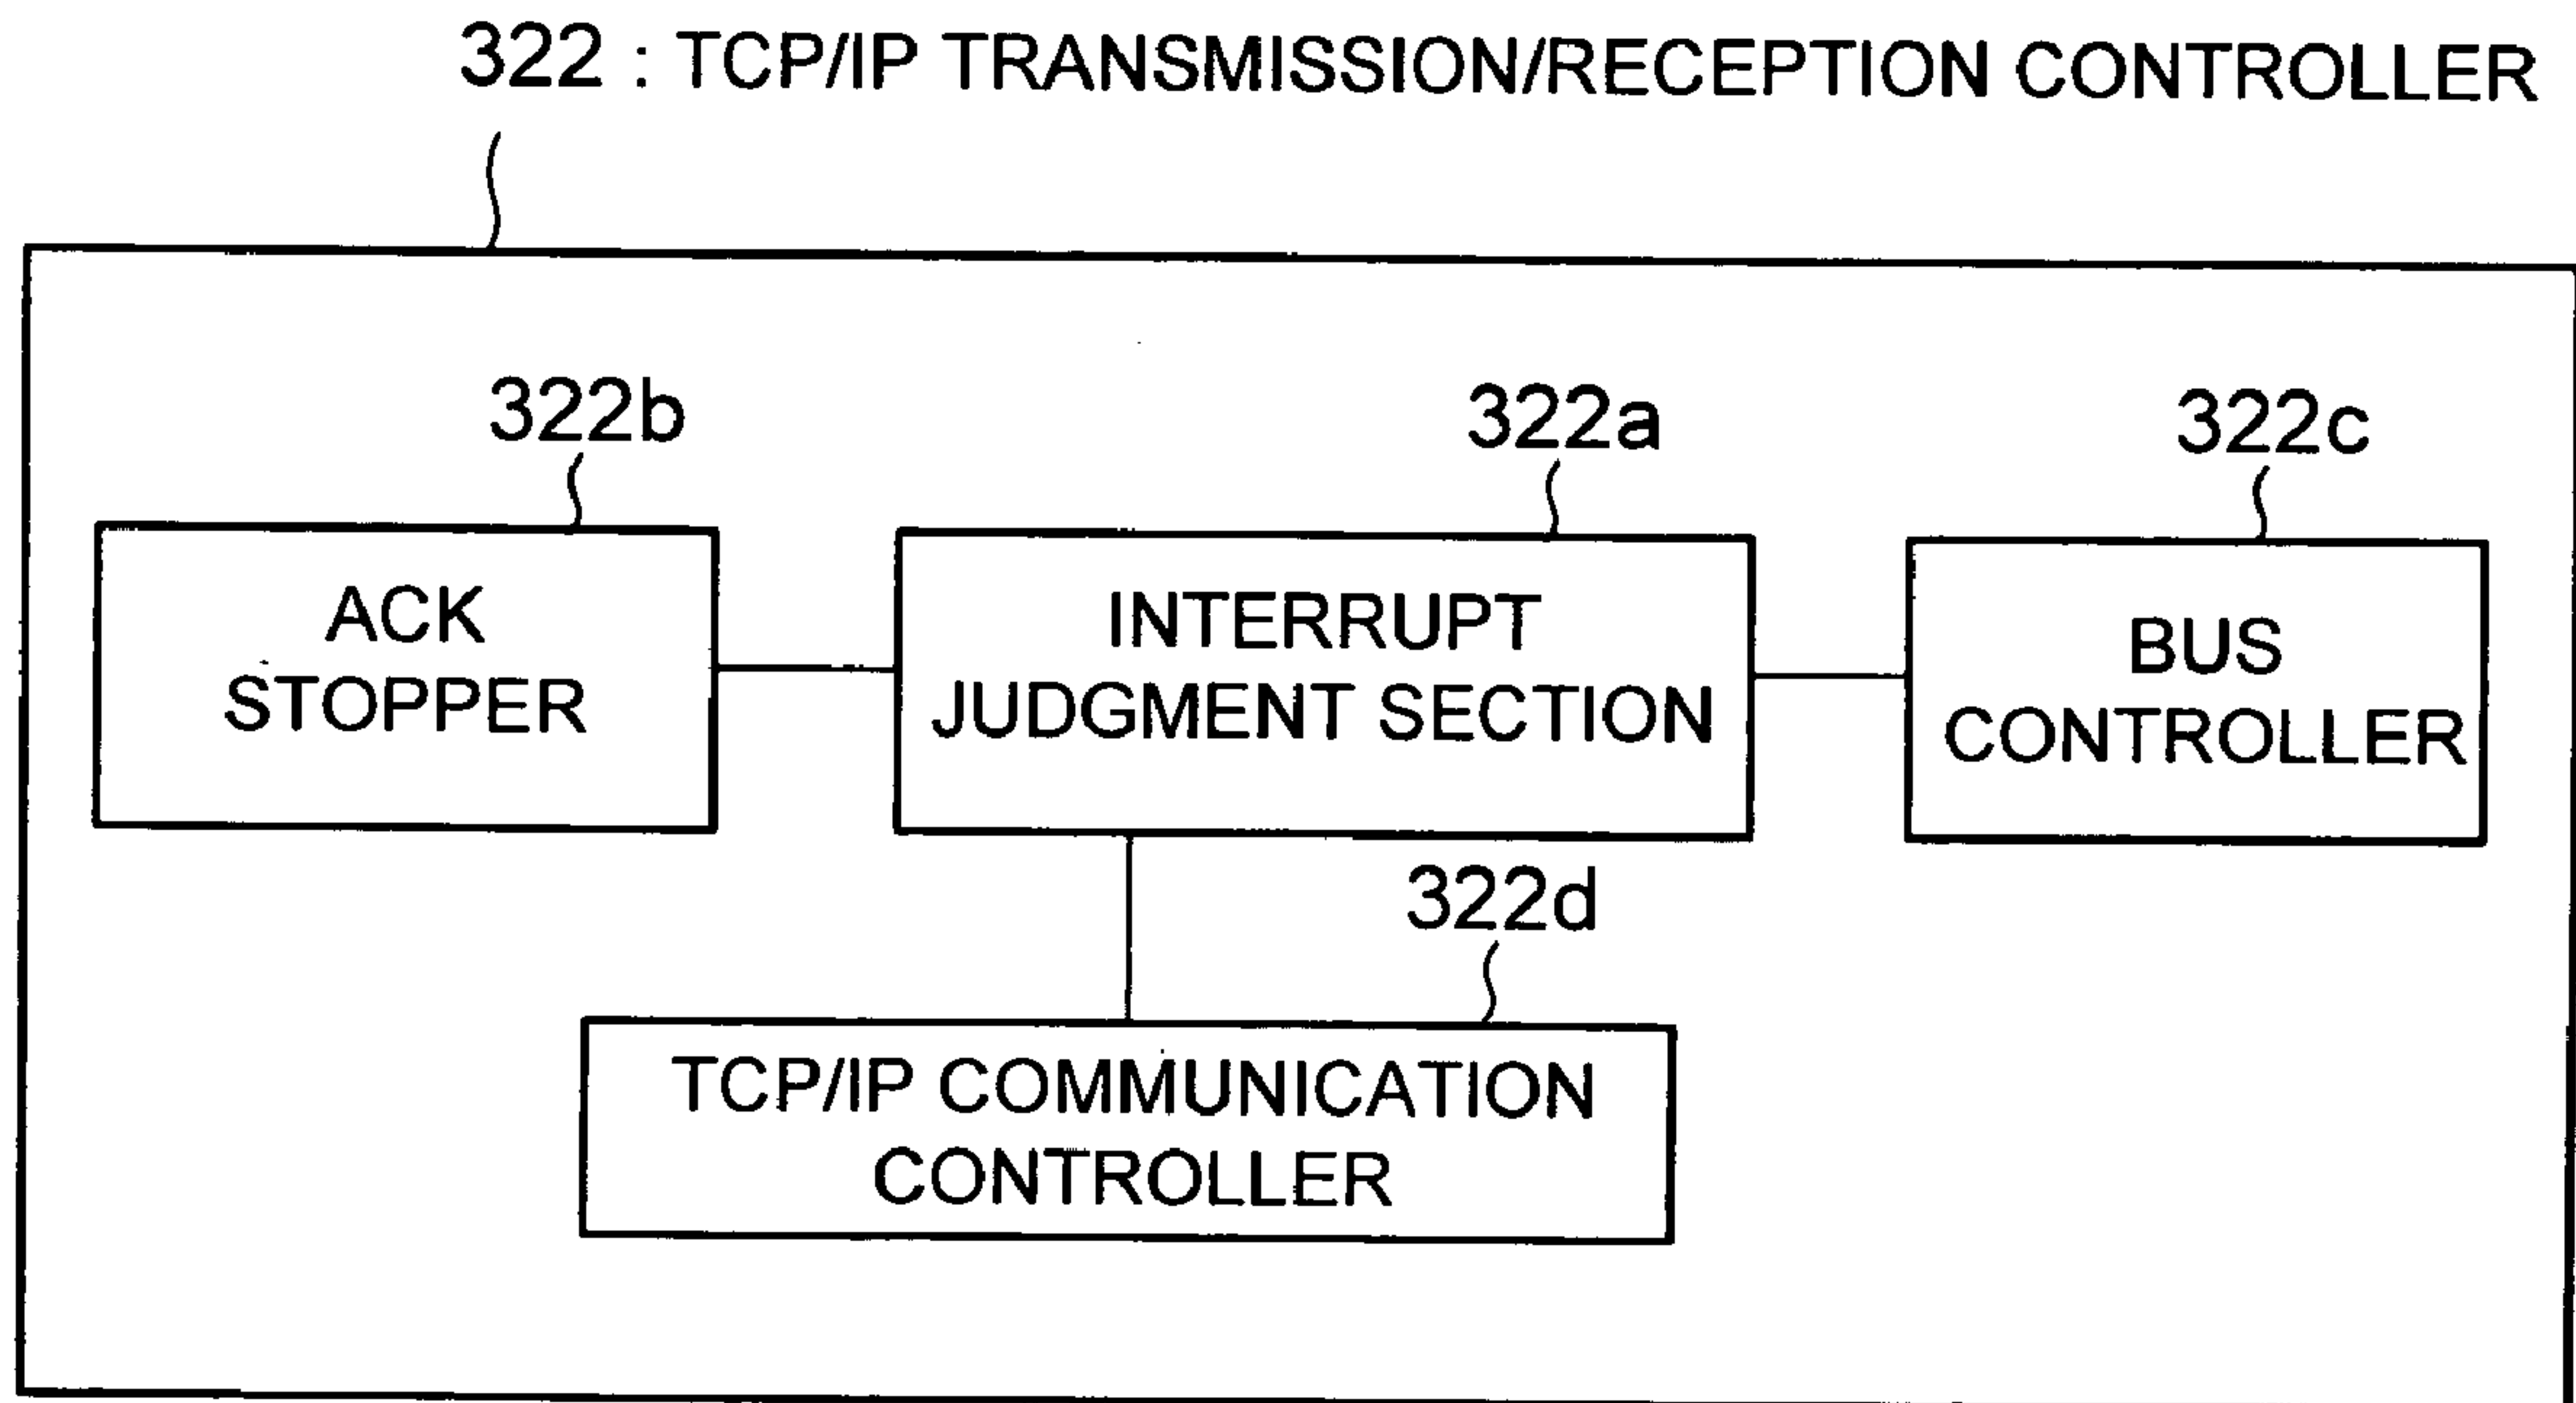 322 : TCP/IP TRANSMISSION/RECEPTION CONTROLLER
322b
322a
322c
ACK
STOPPER
INTERRUPT
JUDGMENT SECTION
BUS
CONTROLLER
322d
TCP/IP COMMUNICATION
CONTROLLER